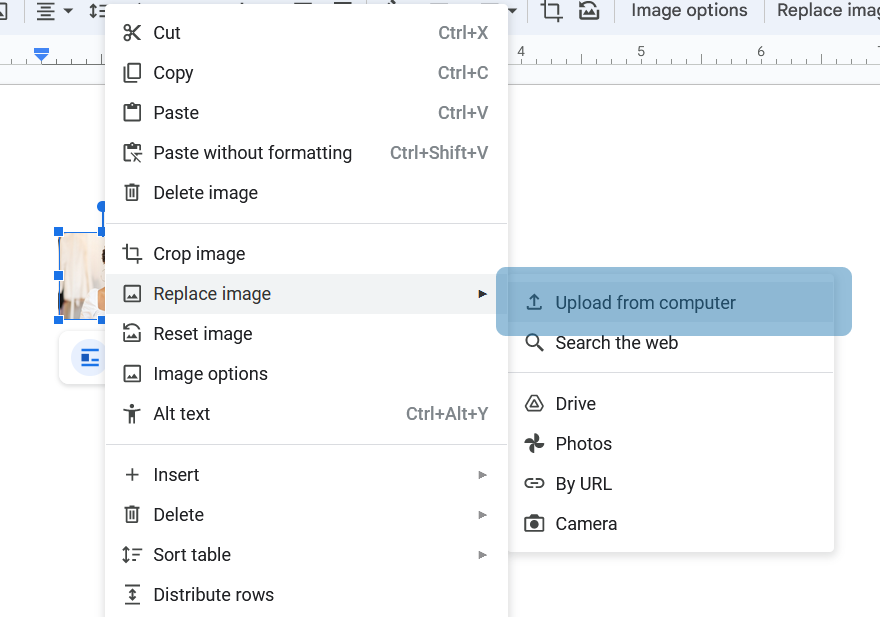 Image options
Replace imag
4 5 6
Cut Ctrl+X
Copy Ctrl+C
Paste Ctrl+V
Paste without formatting Ctrl+Shift+V
Delete image
Crop image
Replace image
Reset image
Image options
Alt text Ctrl+Alt+Y
Insert
Delete
Sort table
Distribute rows
Upload from computer
Search the web
Drive
Photos
By URL
Camera